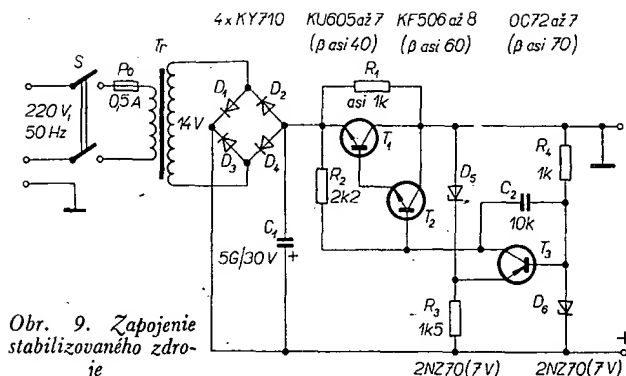 4 x KY710 KU605 až 7 KF506 až 8 OC72 až 7
(β asi 40) (β asi 60) (β asi 70)
S Po Tr
0,5A
220 V,
50 Hz
14V
D1 D2
D3 D4
R1
asi 1k
T1
R2
2k2
T2
C1
5G/30 V +
D5
C2
10k
R4
1k
T3
R3
1k5
D6
+
2NZ70 (7V) 2NZ70 (7V)
Obr. 9. Zapojenie
stabilizovaného zdro-
je